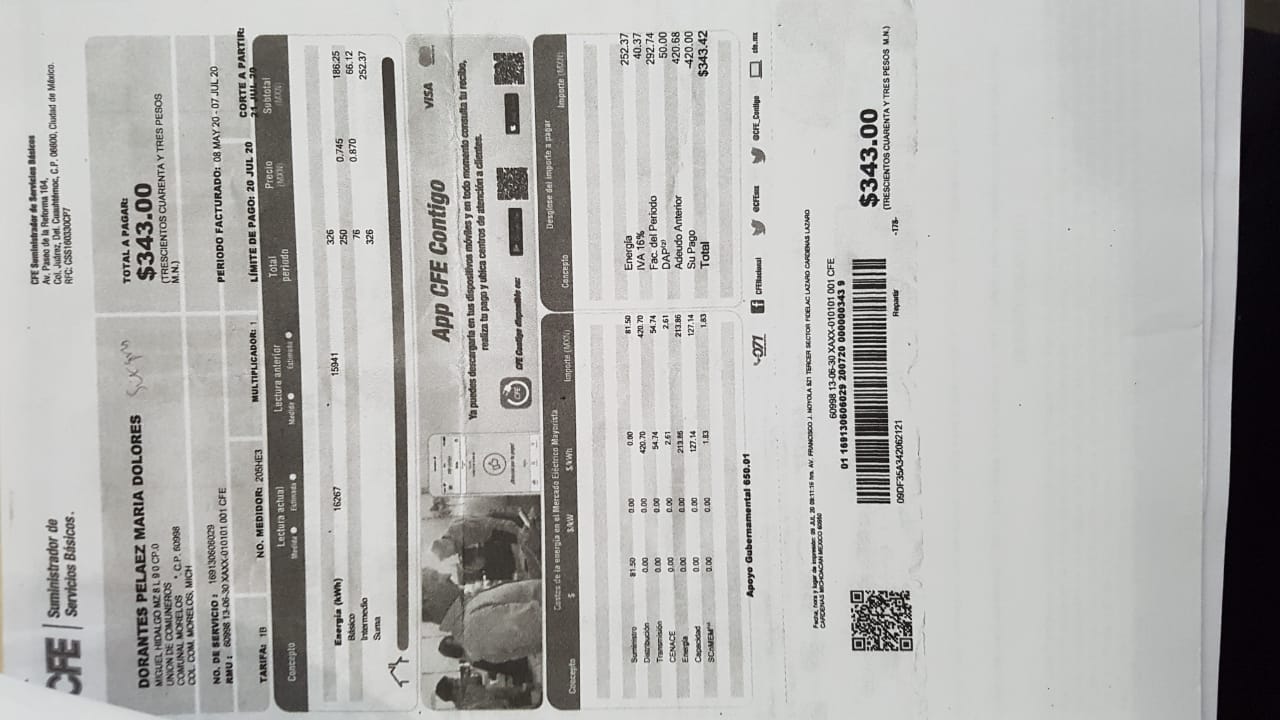 CFE Suministrador de Servicios Básicos.
CFE Suministrador de Servicios Básicos
Av. Paseo de la Reforma 164,
Col. Juárez, Del. Cuauhtémoc, C.P. 06600, Ciudad de México.
RFC: CSS160330CP7
DORANTES PELAEZ MARIA DOLORES
MIGUEL HIDALGO MZ 8 L 9 0 CP.0
UNION DE COMUNEROS
COMUNAL MORELOS *, C.P. 60998
COL. COM. MORELOS, MICH
TOTAL A PAGAR:
$343.00
(TRESCIENTOS CUARENTA Y TRES PESOS M.N.)
NO. DE SERVICIO : 169130606029
RMU : 60998 13-06-30 XAXX-010101 001 CFE
PERIODO FACTURADO: 08 MAY 20 - 07 JUL 20
TARIFA: 1B NO. MEDIDOR: 205HE3 MULTIPLICADOR: 1 LÍMITE DE PAGO: 20 JUL 20 CORTE A PARTIR: 21 JUL 20
Concepto Lectura actual Lectura anterior Total periodo Precio (MXN) Subtotal (MXN)
Medida Estimada Medida Estimada
Energía (kWh) 16267 15941 326
Básico 250 0.745 186.25
Intermedio 76 0.870 66.12
Suma 326 252.37
App CFE Contigo
VISA
Ya puedes descargarla en tus dispositivos móviles y en todo momento consulta tu recibo,
realiza tu pago y ubica centros de atención a clientes.
CFE Contigo disponible en:
CFE
Costos de la energía en el Mercado Eléctrico Mayorista
Concepto $ $/kW $/kWh Importe (MXN)
Suministro 81.50 0.00 0.00 81.50
Distribución 0.00 0.00 420.70 420.70
Transmisión 0.00 0.00 54.74 54.74
CENACE 0.00 0.00 2.61 2.61
Energía 0.00 0.00 213.86 213.86
Capacidad 0.00 0.00 127.14 127.14
SCnMEM 0.00 0.00 1.83 1.83
Desglose del importe a pagar
Concepto Importe (MXN)
Energía 252.37
IVA 16% 40.37
Fac. del Periodo 292.74
DAP 50.00
Adeudo Anterior 420.68
Su Pago -420.00
Total $343.42
Apoyo Gubernamental 650.01
071 CFENacional @CFEmx @CFE_Contigo cfe.mx
Fecha, hora y lugar de impresión: 08 JUL 20 08:11:16 hrs. AV. FRANCISCO J. NOYOLA 521 TERCER SECTOR FIDELAC LAZARO CARDENAS LAZARO
CARDENAS MICHOACAN MEXICO 60950
60998 13-06-30 XAXX-010101 001 CFE
01 169130606029 200720 000000343 9
09DF35A342062121
Repartir
-175-
$343.00
(TRESCIENTOS CUARENTA Y TRES PESOS M.N.)